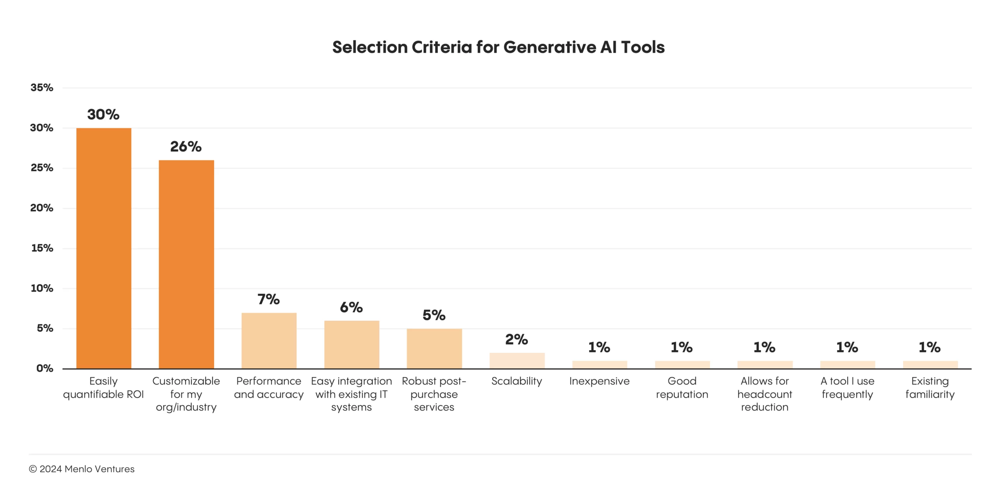 Selection Criteria for Generative AI Tools
35%
30%
25%
20%
15%
10%
5%
0%
30%
26%
7%
6%
5%
2%
1%
1%
1%
1%
1%
Easily
quantifiable ROI
Customizable
for my
org/industry
Performance
and accuracy
Easy integration
with existing IT
systems
Robust post-
purchase
services
Scalability
Inexpensive
Good
reputation
Allows for
headcount
reduction
A tool I use
frequently
Existing
familiarity
© 2024 Menlo Ventures